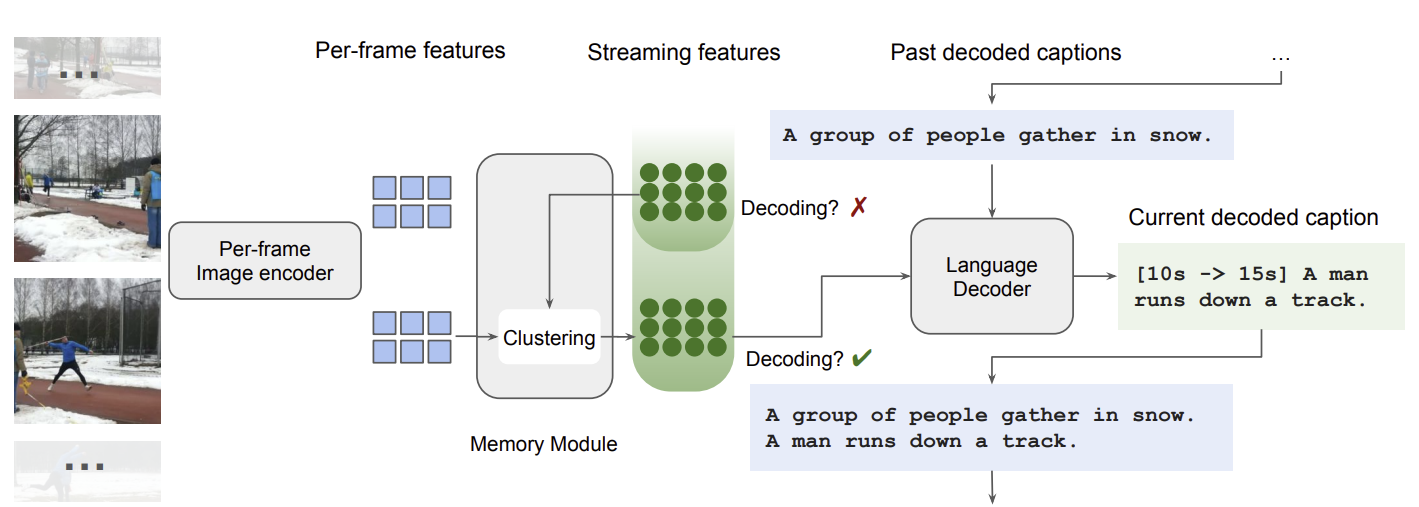 Per-frame features
Streaming features
Past decoded captions
...
A group of people gather in snow.
Decoding? ✗
Current decoded caption
Per-frame
Image encoder
Language
Decoder
[10s -> 15s] A man
runs down a track.
Clustering
Decoding? ✔
Memory Module
A group of people gather in snow.
A man runs down a track.